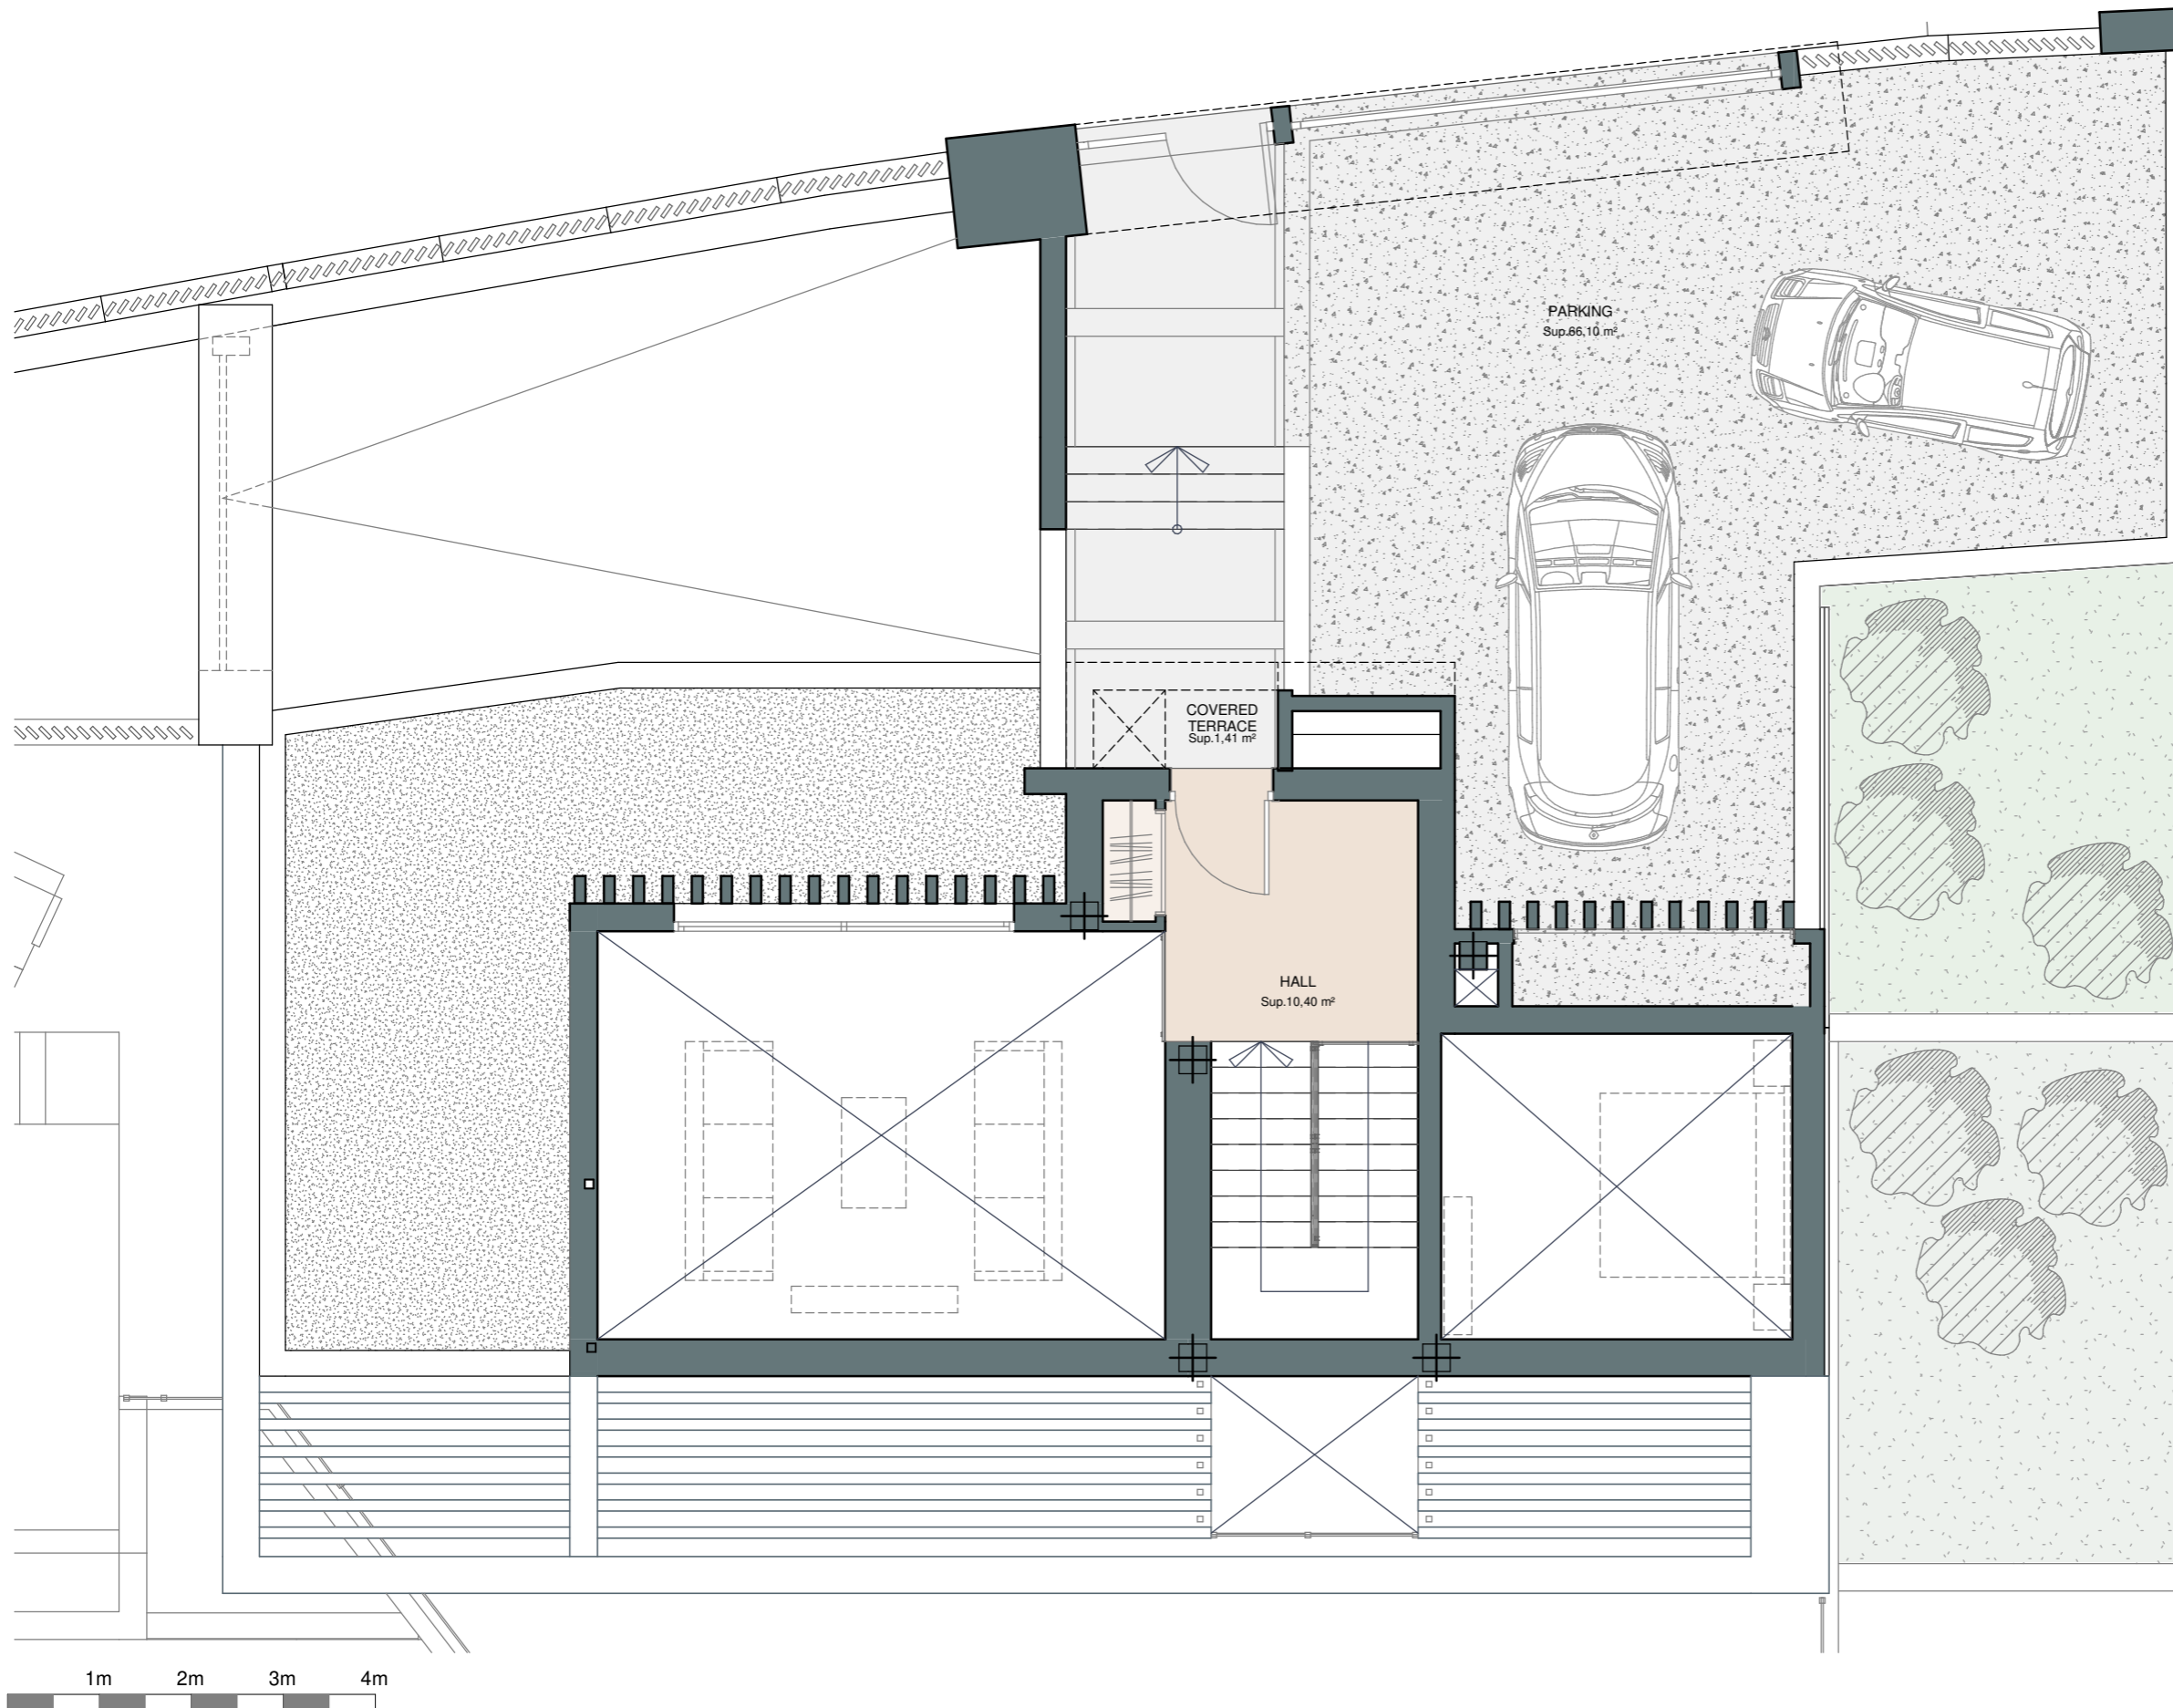 PARKING
Sup.66,10 m²
COVERED
TERRACE
Sup.1,41 m²
HALL
Sup.10,40 m²
1m 2m 3m 4m